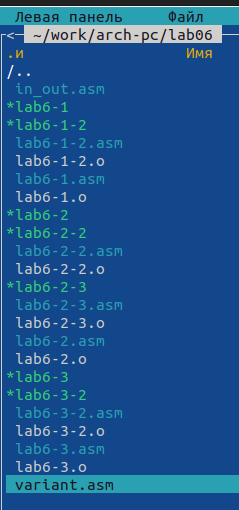 Левая панель Файл
< ~/work/arch-pc/lab06
.и Имя
/..
in_out.asm
*lab6-1
*lab6-1-2
lab6-1-2.asm
lab6-1-2.o
lab6-1.asm
lab6-1.o
*lab6-2
*lab6-2-2
lab6-2-2.asm
lab6-2-2.o
*lab6-2-3
lab6-2-3.asm
lab6-2-3.o
lab6-2.asm
lab6-2.o
*lab6-3
*lab6-3-2
lab6-3-2.asm
lab6-3-2.o
lab6-3.asm
lab6-3.o
variant.asm